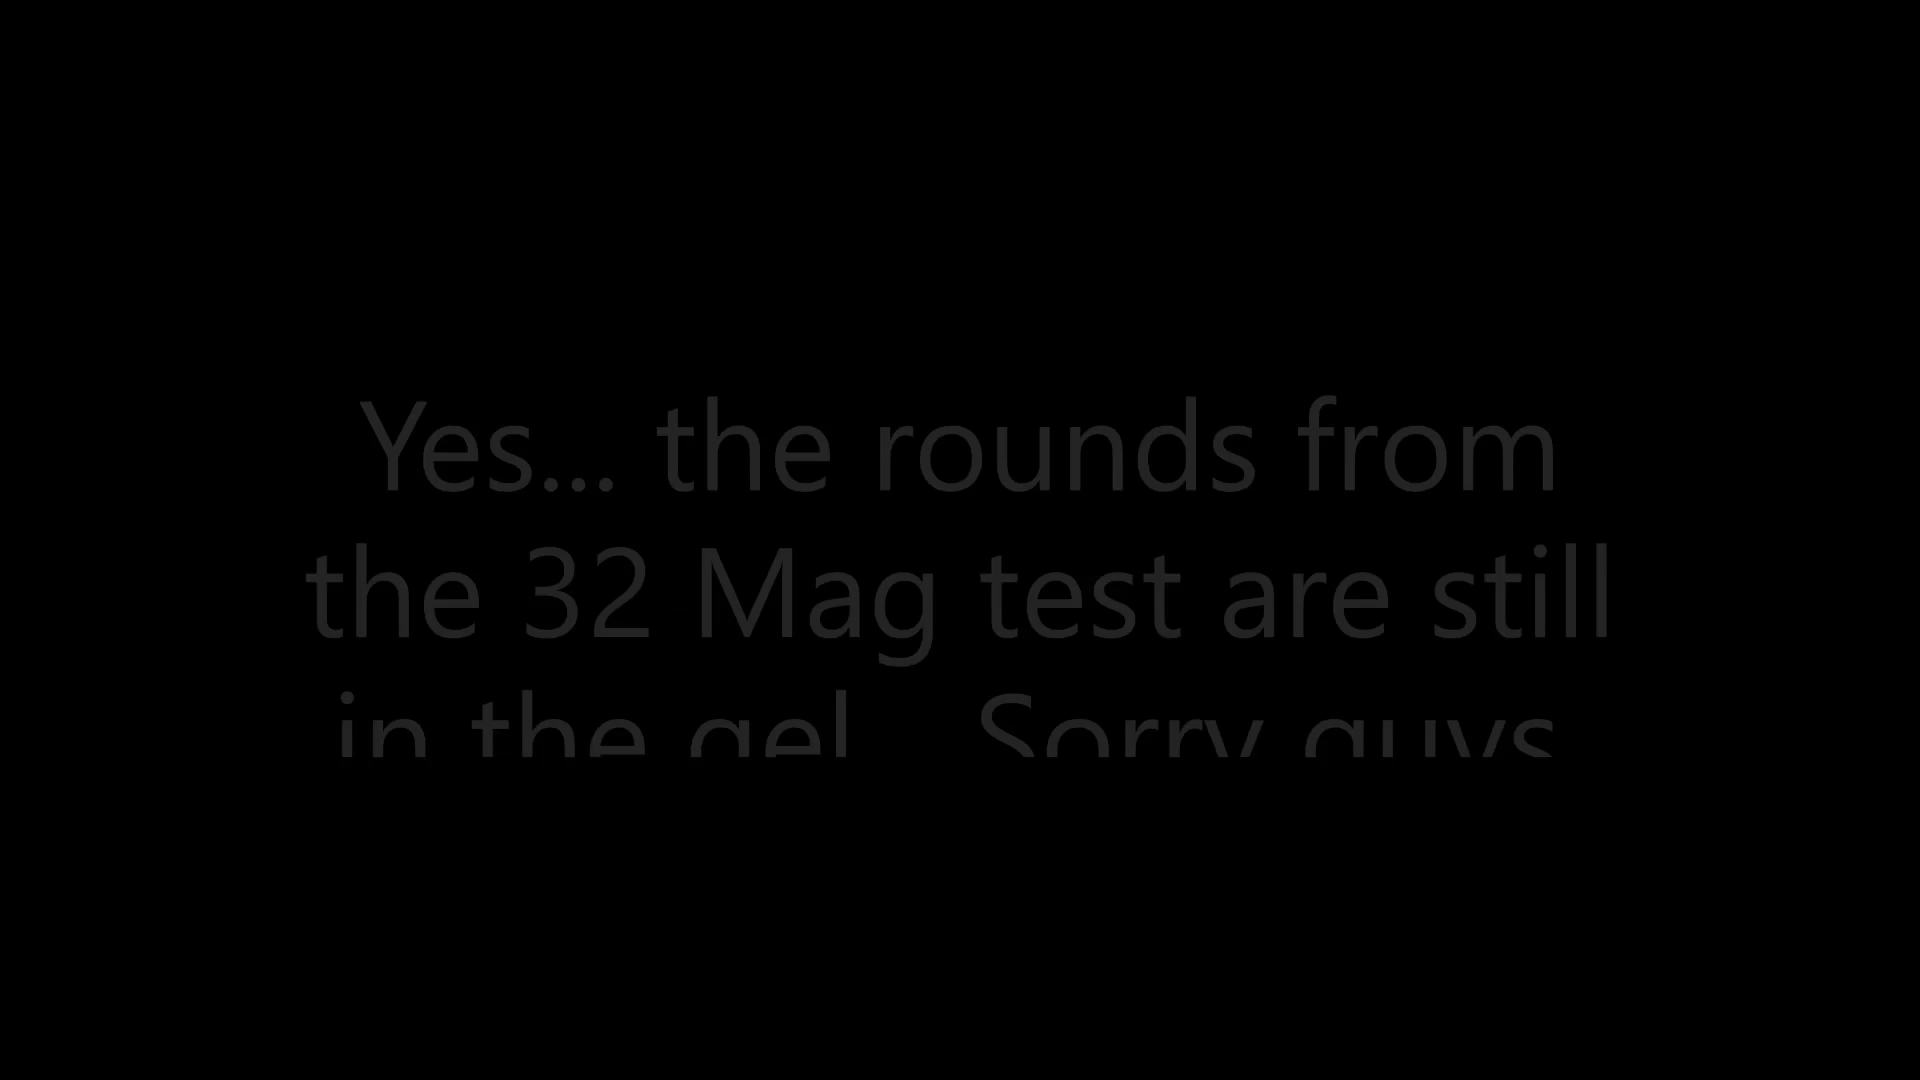 Yes... the rounds from
the 32 Mag test are still
in the gel Sorry guys